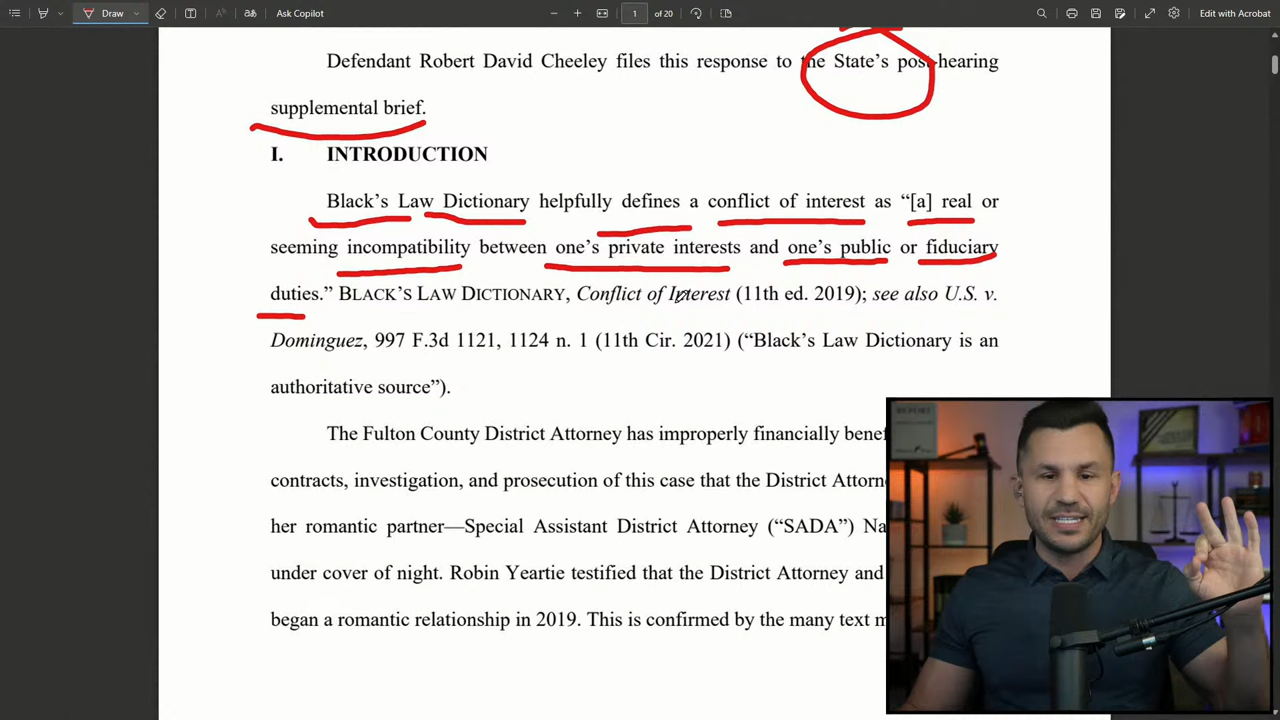 Draw
Ask Copilot
1 of 20
Edit with Acrobat
Defendant Robert David Cheeley files this response to the State's post-hearing
supplemental brief.
I. INTRODUCTION
Black's Law Dictionary helpfully defines a conflict of interest as “[a] real or
seeming incompatibility between one's private interests and one's public or fiduciary
duties.” BLACK'S LAW DICTIONARY, Conflict of Interest (11th ed. 2019); see also U.S. v.
Dominguez, 997 F.3d 1121, 1124 n. 1 (11th Cir. 2021) (“Black's Law Dictionary is an
authoritative source”).
The Fulton County District Attorney has improperly financially
contracts, investigation, and prosecution of this case that the District
her romantic partner—Special Assistant District Attorney (“SADA”)
under cover of night. Robin Yeartie testified that the District Attorney and
began a romantic relationship in 2019. This is confirmed by the many text